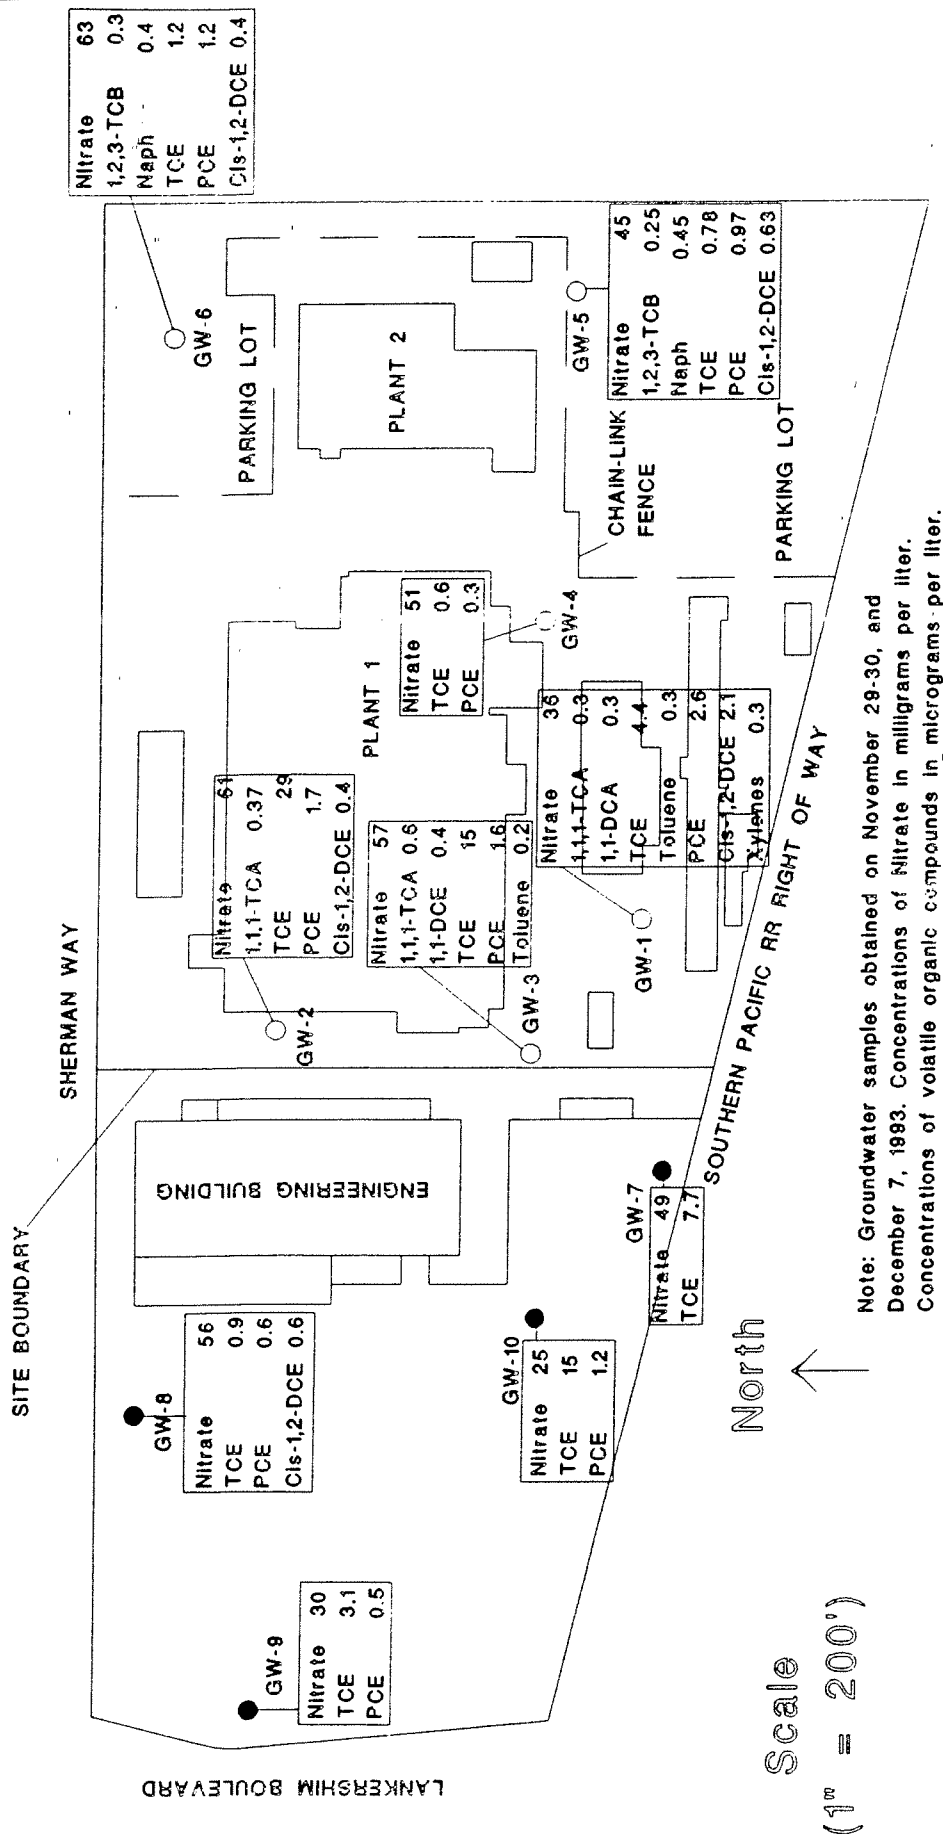 SITE BOUNDARY
SHERMAN WAY
LANKERSHIM BOULEVARD
GW-9
Nitrate 30
TCE 3.1
PCE 0.5
GW-8
Nitrate 56
TCE 0.9
PCE 0.6
Cis-1,2-DCE 0.6
ENGINEERING BUILDING
GW-10
Nitrate 25
TCE 15
PCE 1.2
GW-7
Nitrate 49
TCE 7.7
GW-2
Nitrate 61
1,1,1-TCA 0.37
TCE 29
PCE 1.7
Cis-1,2-DCE 0.4
GW-3
Nitrate 57
1,1,1-TCA 0.6
1,1-DCE 0.4
TCE 15
PCE 1.6
Toluene 0.2
GW-1
Nitrate 36
1,1,1-TCA 0.3
1,1-DCA 0.3
TCE 4.4
Toluene 0.3
PCE 2.6
Cis-1,2-DCE 2.1
Xylenes 0.3
PLANT 1
Nitrate 51
TCE 0.6
PCE 0.3
GW-4
GW-6
Nitrate 63
1,2,3-TCB 0.3
Naph 0.4
TCE 1.2
PCE 1.2
Cis-1,2-DCE 0.4
PARKING LOT
PLANT 2
GW-5
Nitrate 45
1,2,3-TCB 0.25
Naph 0.45
TCE 0.78
PCE 0.97
Cis-1,2-DCE 0.63
CHAIN-LINK
FENCE
PARKING LOT
SOUTHERN PACIFIC RR RIGHT OF WAY
North
Scale
(1" = 200')
Note: Groundwater samples obtained on November 29-30, and
December 7, 1993. Concentrations of Nitrate in milligrams per liter.
Concentrations of volatile organic compounds in micrograms per liter.